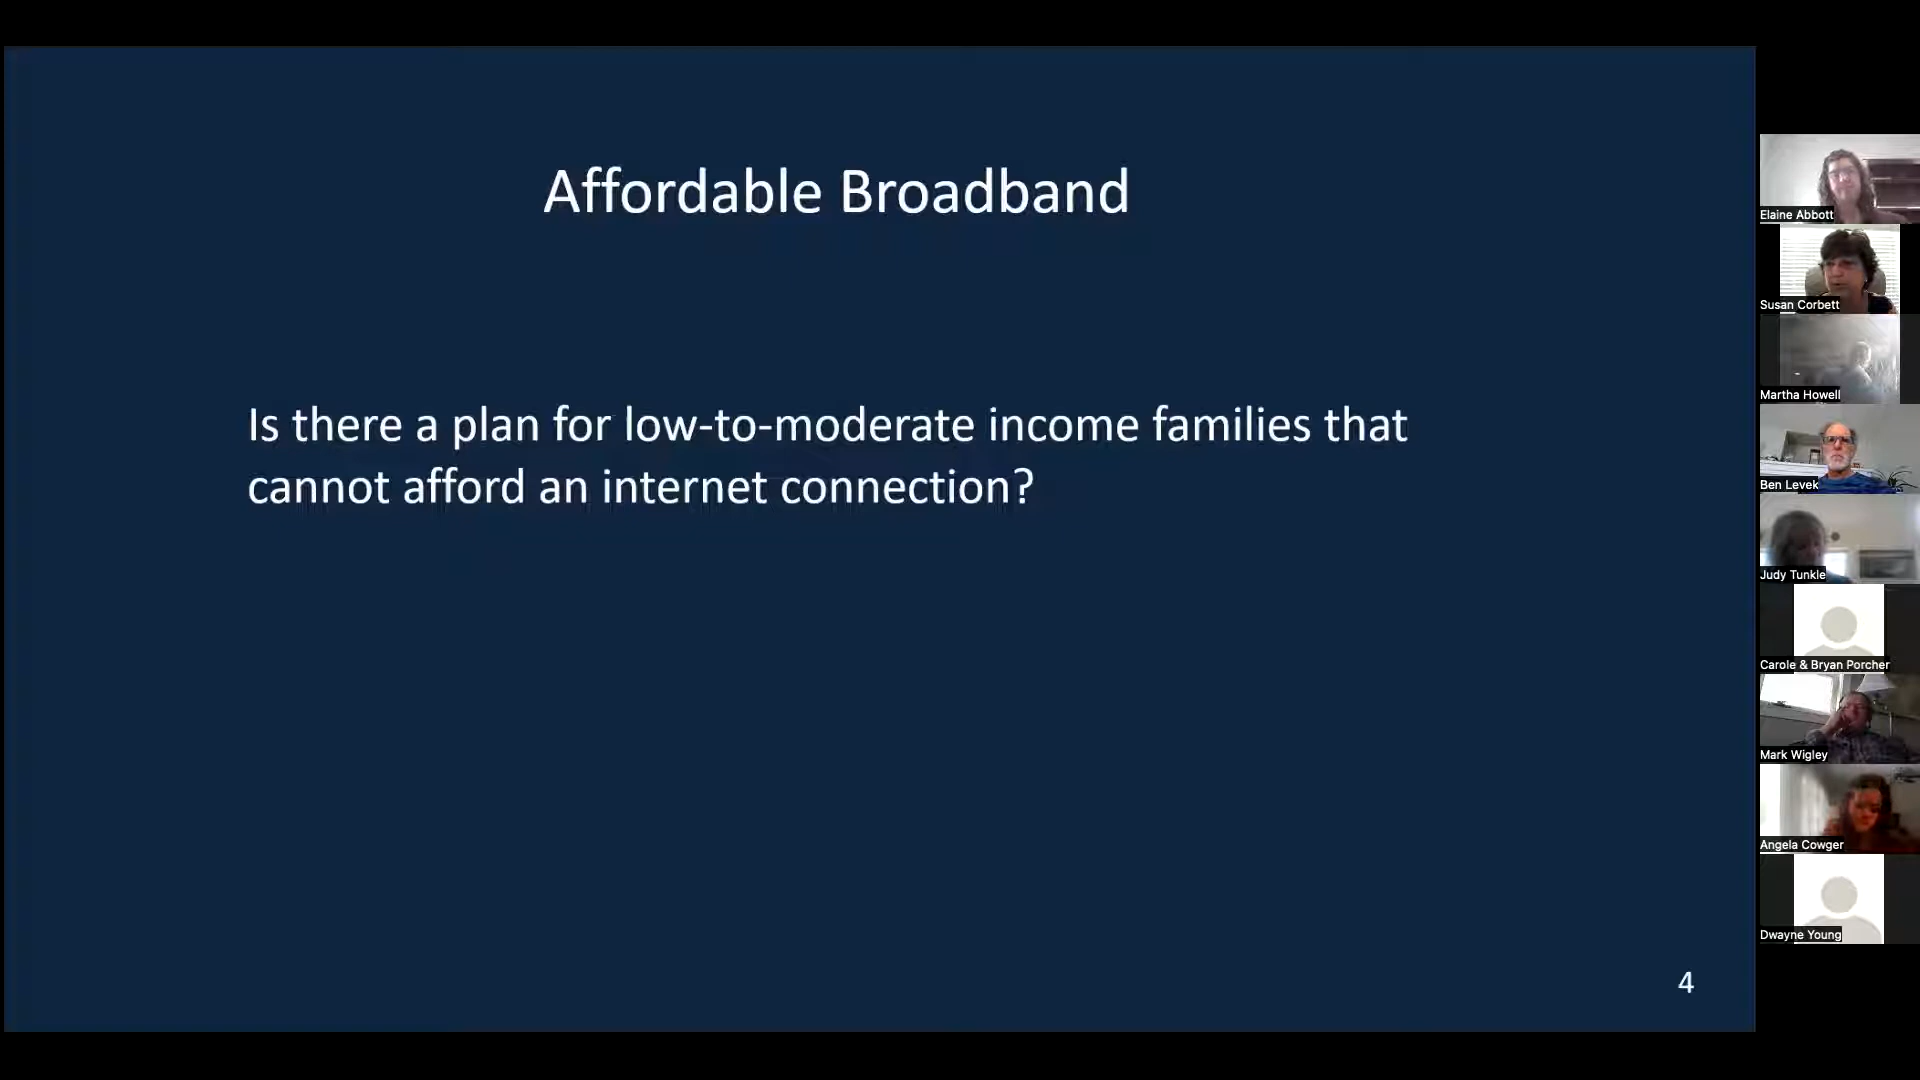 Affordable Broadband
Is there a plan for low-to-moderate income families that
cannot afford an internet connection?
4
Elaine Abbott
Susan Corbett
Martha Howell
Ben Levek
Judy Tunkle
Carole & Bryan Porcher
Mark Wigley
Angela Cowger
Dwayne Young